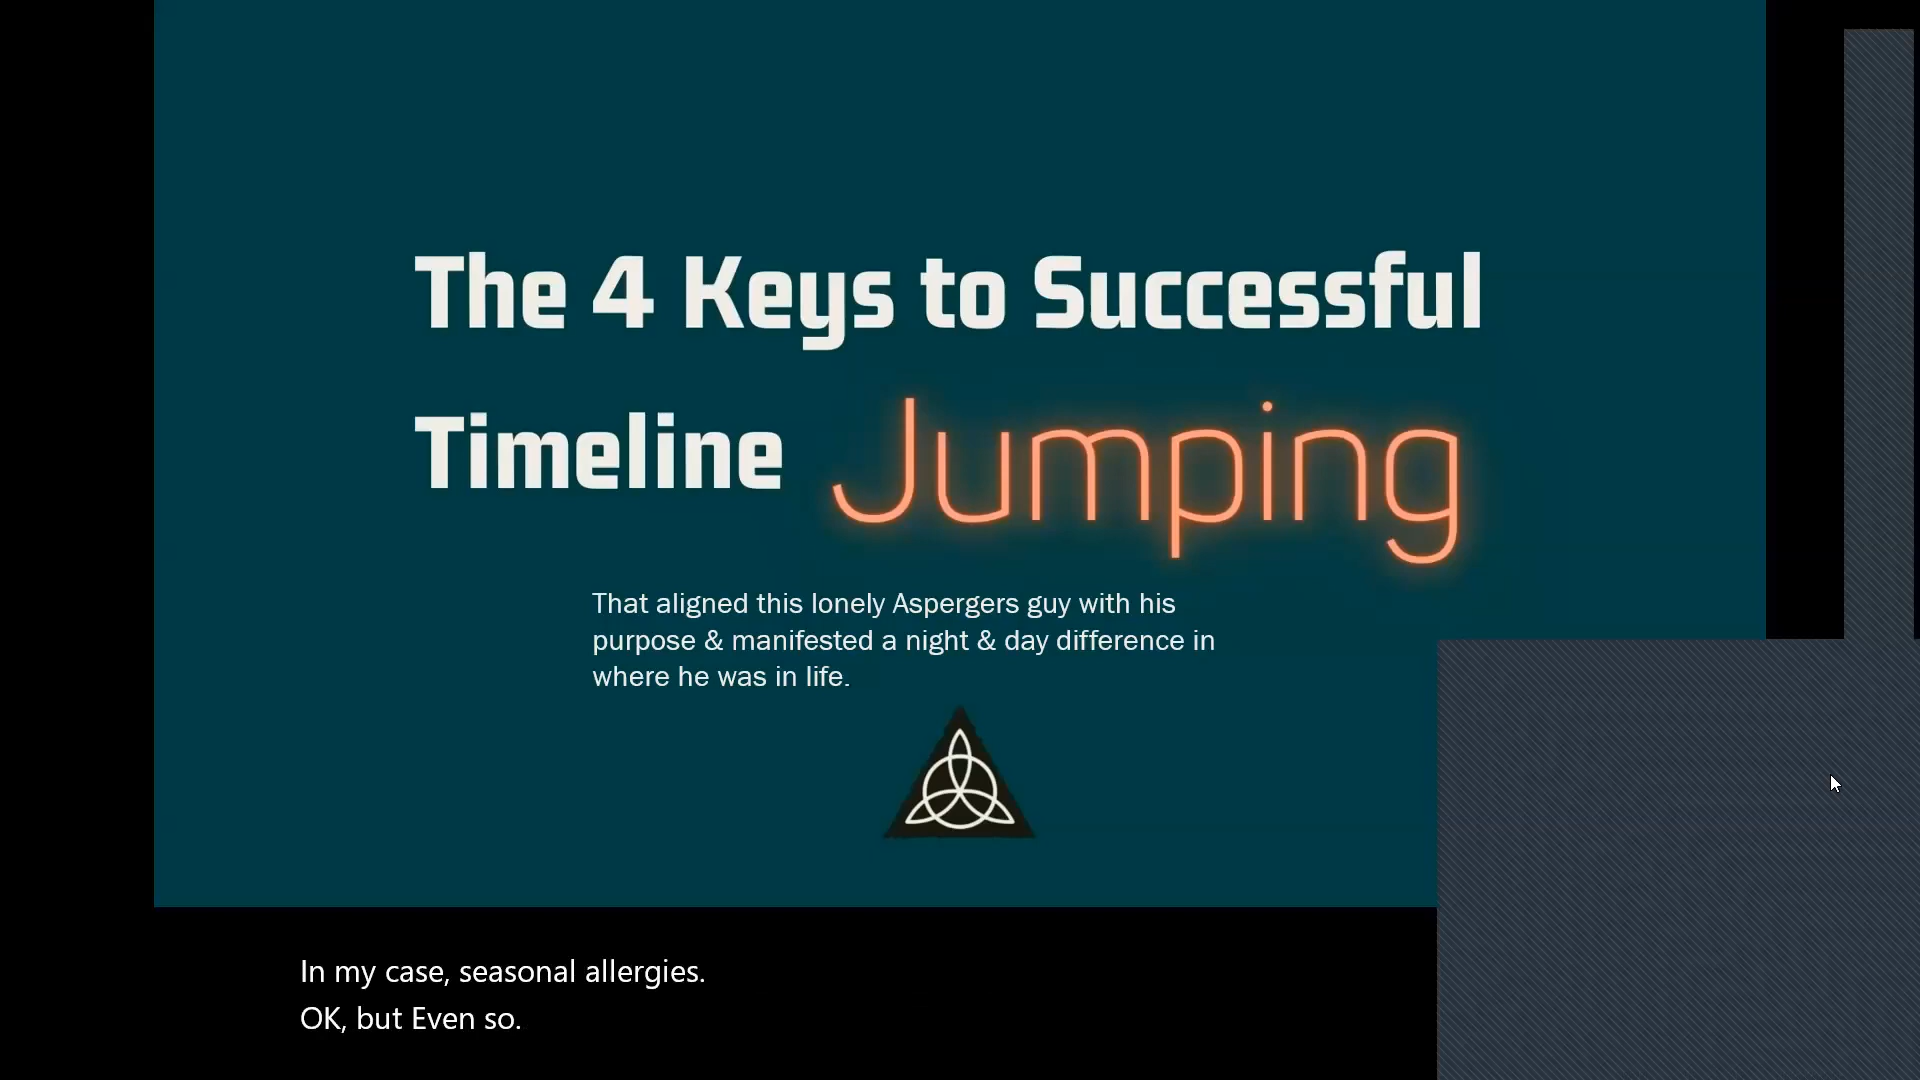 The 4 Keys to Successful
Timeline Jumping
That aligned this lonely Aspergers guy with his
purpose & manifested a night & day difference in
where he was in life.
In my case, seasonal allergies.
OK, but Even so.